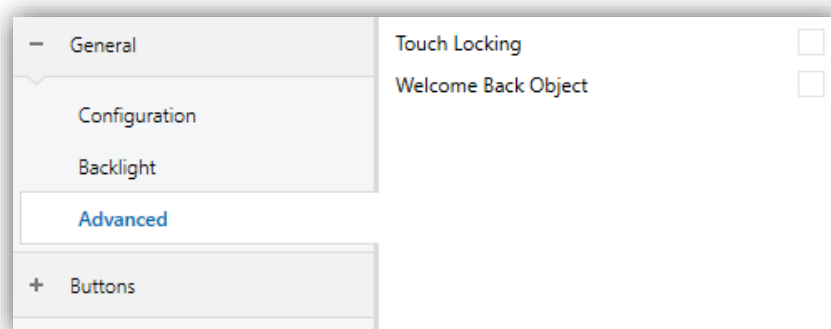 General
Configuration
Backlight
Advanced
Buttons
Touch Locking
Welcome Back Object